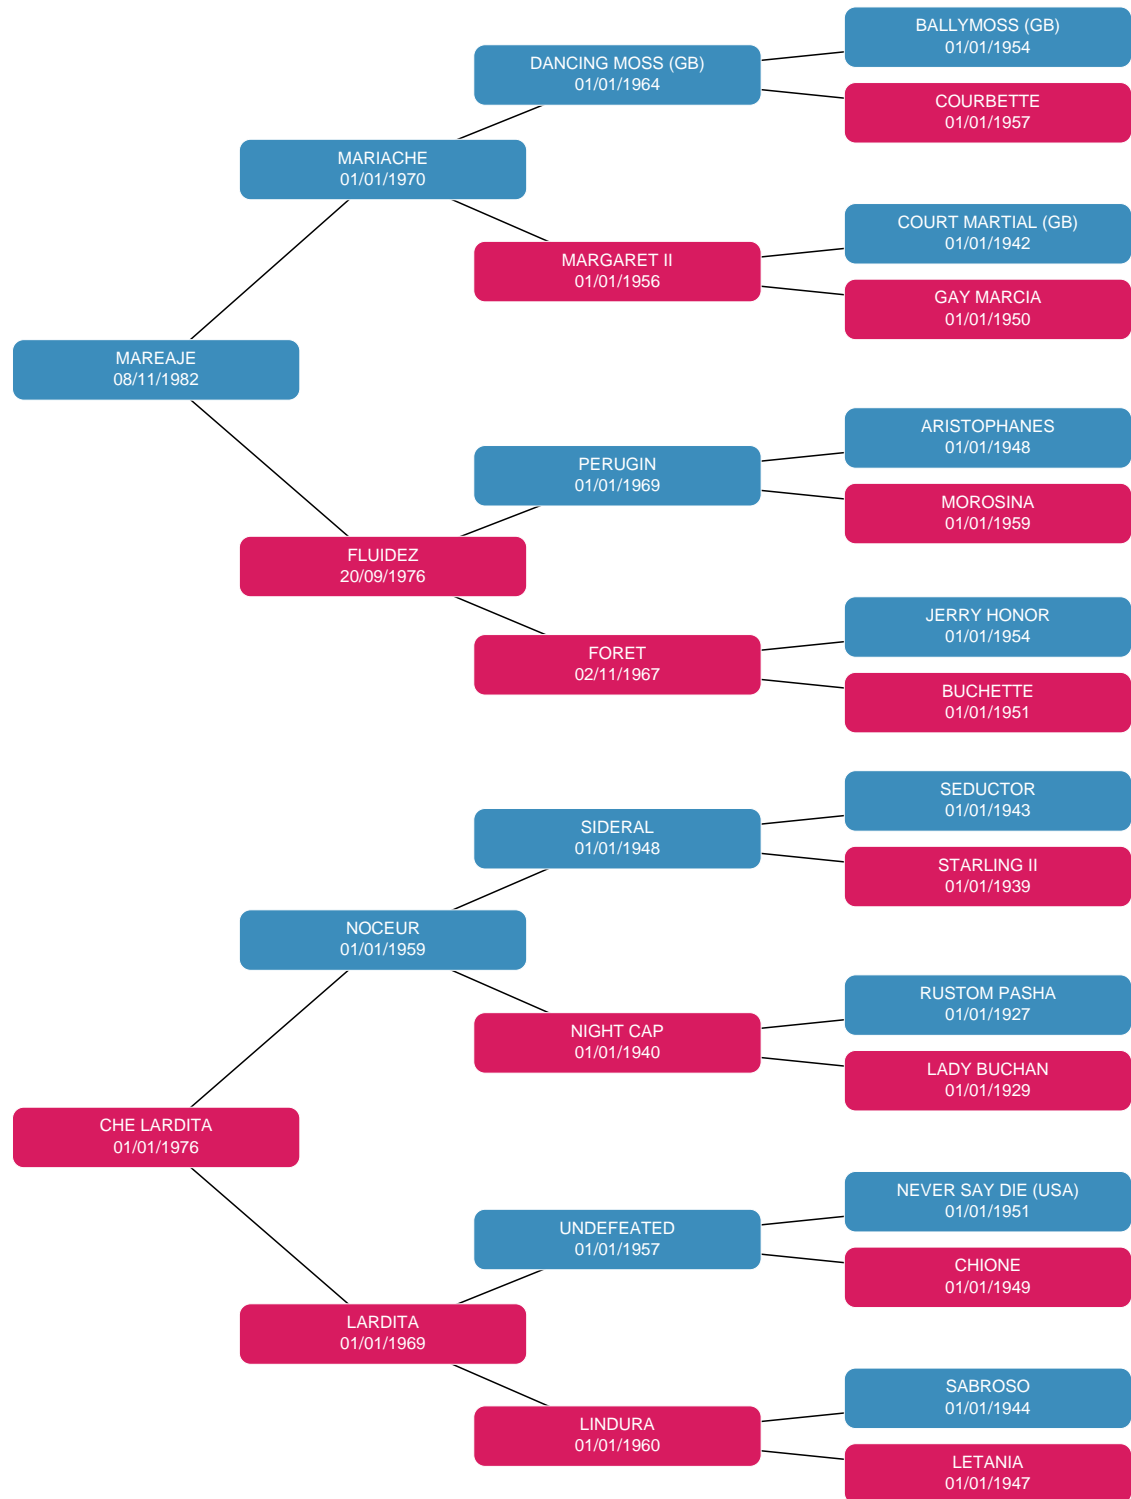 BALLYMOSS (GB)
01/01/1954
DANCING MOSS (GB)
01/01/1964
COURBETTE
01/01/1957
MARIACHE
01/01/1970
COURT MARTIAL (GB)
01/01/1942
MARGARET II
01/01/1956
GAY MARCIA
01/01/1950
MAREAJE
08/11/1982
ARISTOPHANES
01/01/1948
PERUGIN
01/01/1969
MOROSINA
01/01/1959
FLUIDEZ
20/09/1976
JERRY HONOR
01/01/1954
FORET
02/11/1967
BUCHETTE
01/01/1951
SEDUCTOR
01/01/1943
SIDERAL
01/01/1948
STARLING II
01/01/1939
NOCEUR
01/01/1959
RUSTOM PASHA
01/01/1927
NIGHT CAP
01/01/1940
LADY BUCHAN
01/01/1929
CHE LARDITA
01/01/1976
NEVER SAY DIE (USA)
01/01/1951
UNDEFEATED
01/01/1957
CHIONE
01/01/1949
LARDITA
01/01/1969
SABROSO
01/01/1944
LINDURA
01/01/1960
LETANIA
01/01/1947